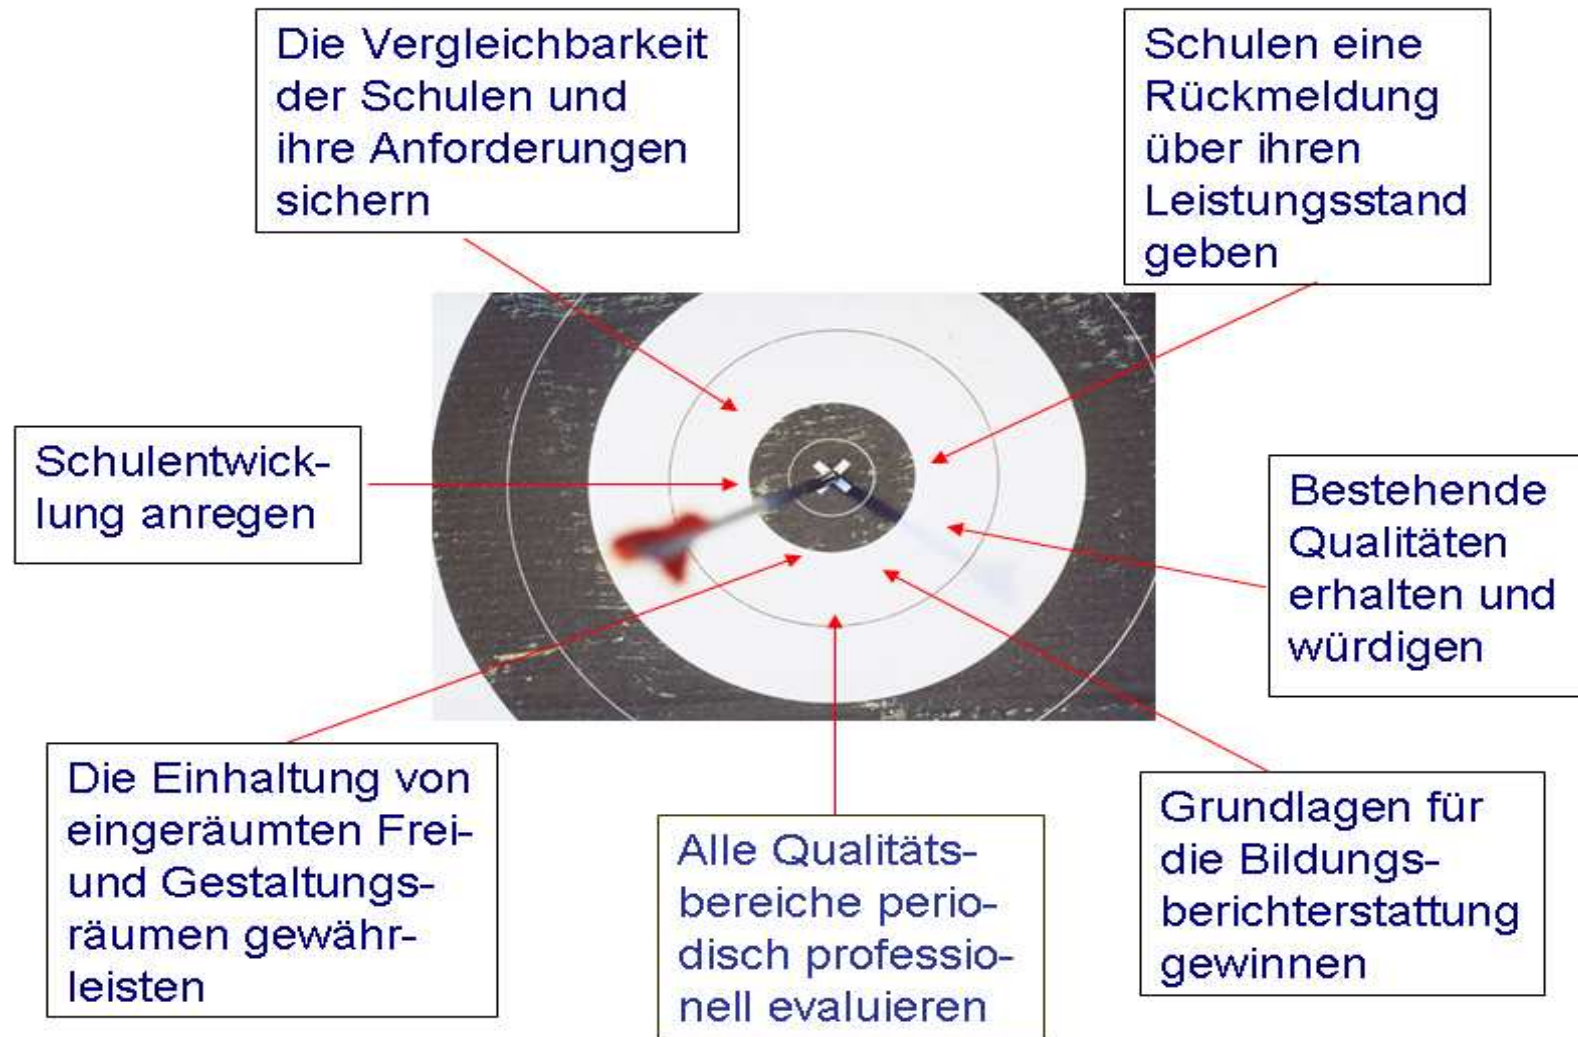 Die Vergleichbarkeit
der Schulen und
ihre Anforderungen
sichern
Schulen eine
Rückmeldung
über ihren
Leistungsstand
geben
Schulentwick-
lung anregen
Bestehende
Qualitäten
erhalten und
würdigen
Die Einhaltung von
eingeräumten Frei-
und Gestaltungs-
räumen gewähr-
leisten
Alle Qualitäts-
bereiche perio-
disch professio-
nell evaluieren
Grundlagen für
die Bildungs-
berichterstattung
gewinnen